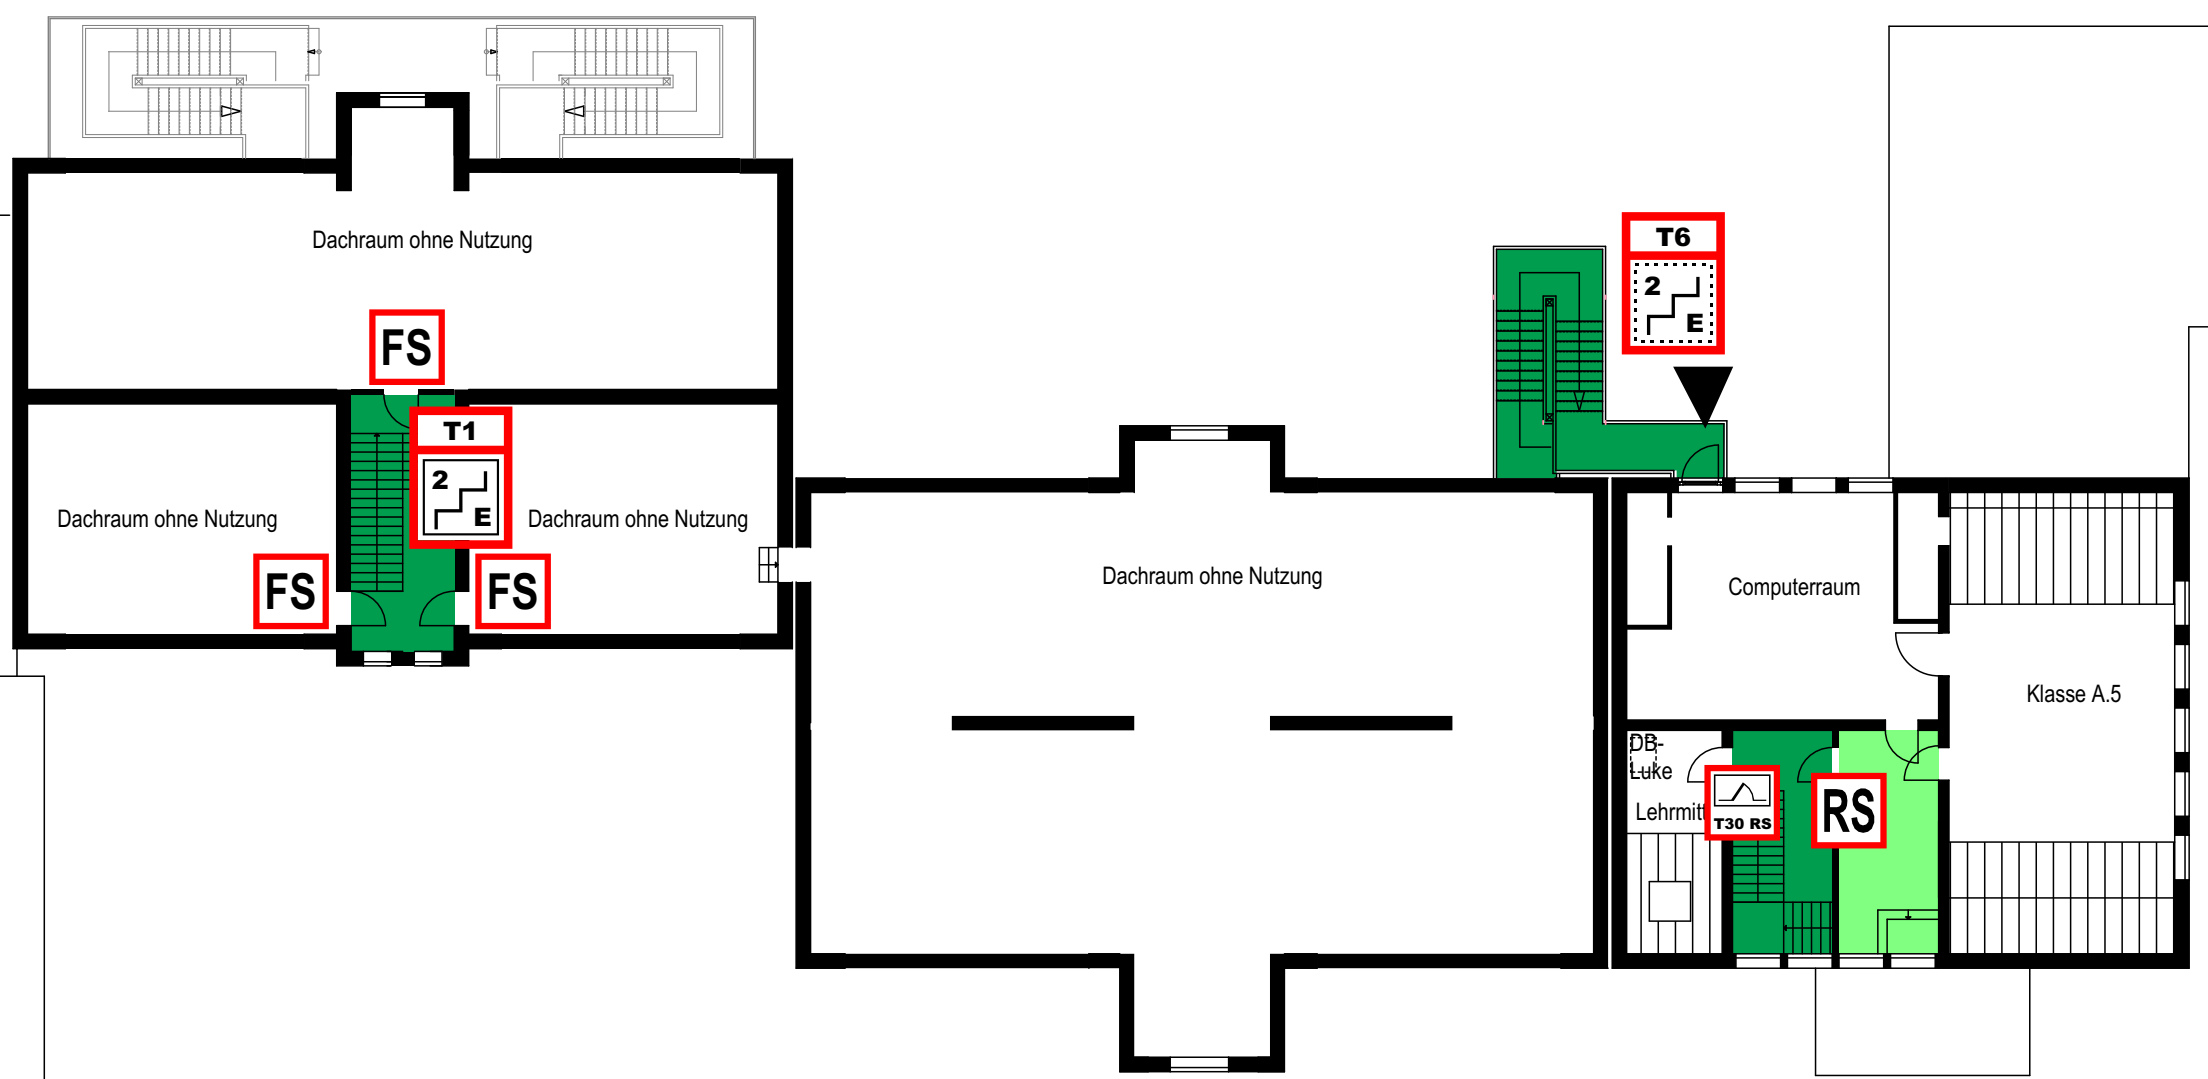 Dachraum ohne Nutzung
FS
T1
2
E
Dachraum ohne Nutzung
Dachraum ohne Nutzung
FS
FS
Dachraum ohne Nutzung
T6
2
E
Computerraum
Klasse A.5
DB-
Luke
Lehrmitt
T30 RS
RS